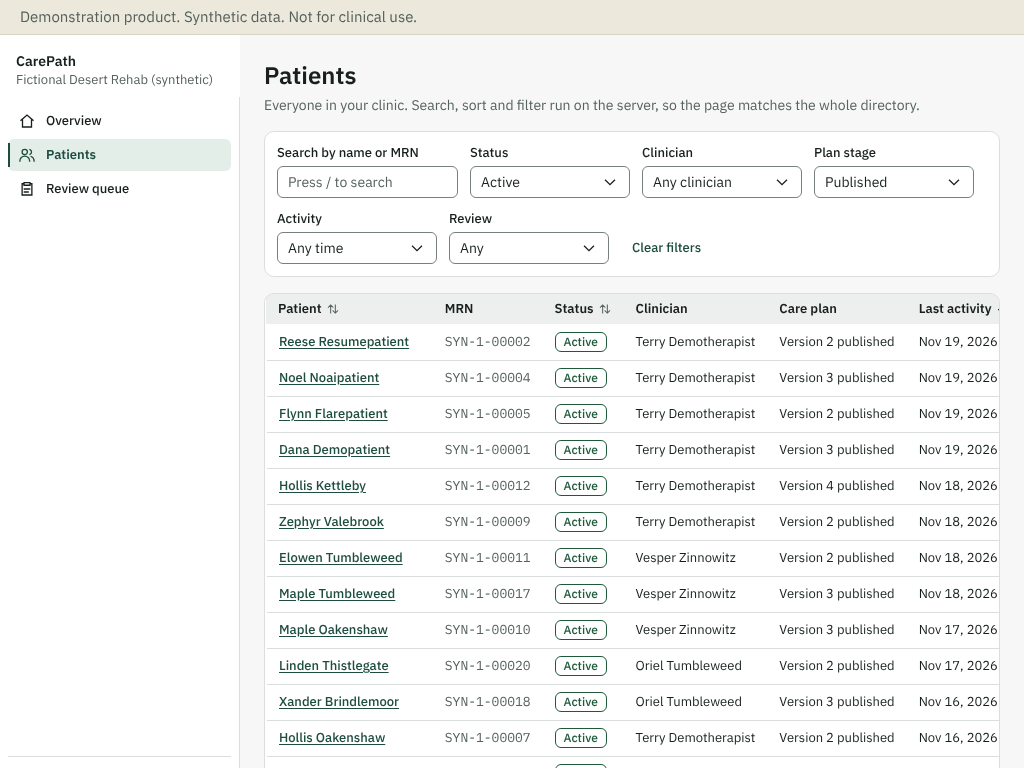 Demonstration product. Synthetic data. Not for clinical use.
CarePath
Fictional Desert Rehab (synthetic)
Overview
Patients
Review queue
Patients
Everyone in your clinic. Search, sort and filter run on the server, so the page matches the whole directory.
Search by name or MRN Status Clinician Plan stage
Press / to search Active Any clinician Published
Activity Review
Any time Any Clear filters
Patient MRN Status Clinician Care plan Last activity
Reese Resumepatient SYN-1-00002 Active Terry Demotherapist Version 2 published Nov 19, 2026
Noel Noaipatient SYN-1-00004 Active Terry Demotherapist Version 3 published Nov 19, 2026
Flynn Flarepatient SYN-1-00005 Active Terry Demotherapist Version 2 published Nov 19, 2026
Dana Demopatient SYN-1-00001 Active Terry Demotherapist Version 3 published Nov 19, 2026
Hollis Kettleby SYN-1-00012 Active Terry Demotherapist Version 4 published Nov 18, 2026
Zephyr Valebrook SYN-1-00009 Active Terry Demotherapist Version 2 published Nov 18, 2026
Elowen Tumbleweed SYN-1-00011 Active Vesper Zinnowitz Version 2 published Nov 18, 2026
Maple Tumbleweed SYN-1-00017 Active Vesper Zinnowitz Version 3 published Nov 18, 2026
Maple Oakenshaw SYN-1-00010 Active Vesper Zinnowitz Version 3 published Nov 17, 2026
Linden Thistlegate SYN-1-00020 Active Oriel Tumbleweed Version 2 published Nov 17, 2026
Xander Brindlemoor SYN-1-00018 Active Oriel Tumbleweed Version 3 published Nov 16, 2026
Hollis Oakenshaw SYN-1-00007 Active Terry Demotherapist Version 2 published Nov 16, 2026